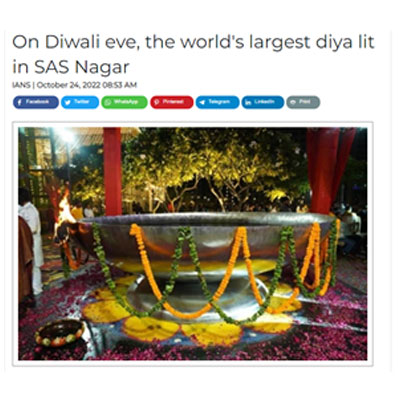 On Diwali eve, the world's largest diya lit
in SAS Nagar
IANS | October 24, 2022 08:53 AM
Facebook Twitter WhatsApp Pinterest Telegram LinkedIn Print